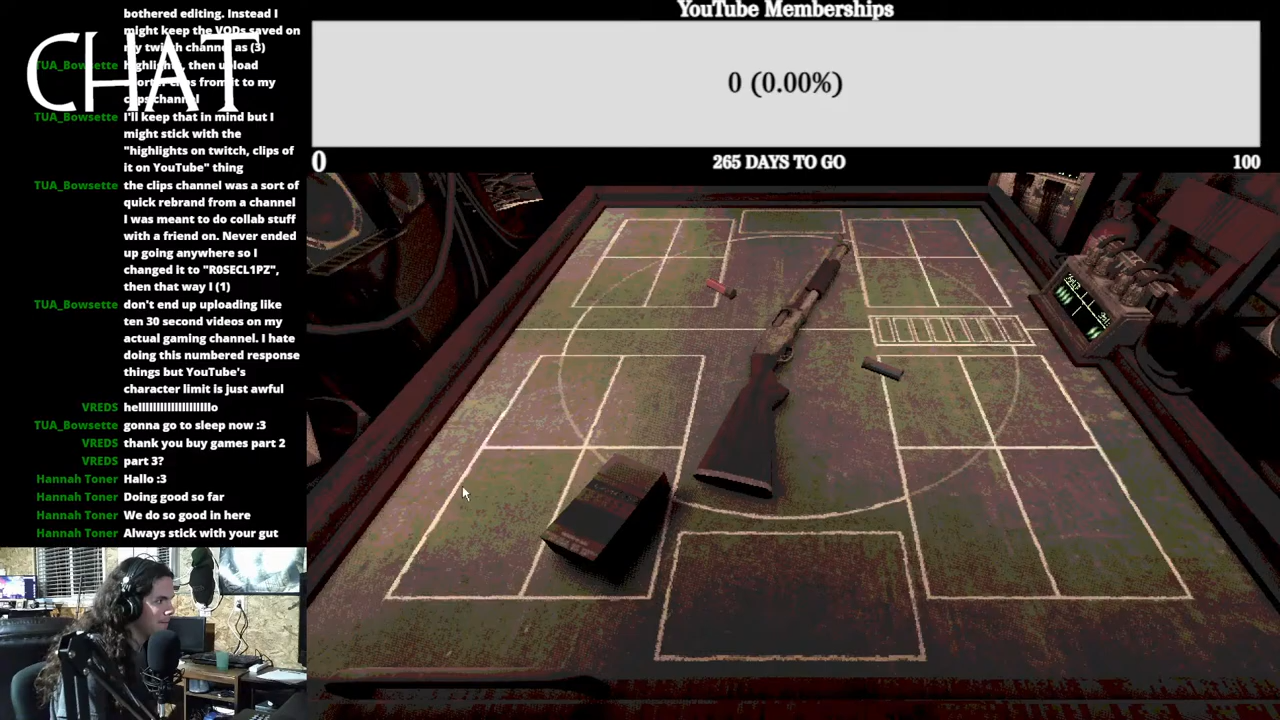 YouTube Memberships
0 (0.00%)
0
265 DAYS TO GO
100
bothered editing. Instead I
might keep the VODs saved on
my twitch channel as (3)
CHAT
TUA_Bowsette highlights, then upload
shorter clips from it to my
clips channel
TUA_Bowsette I'll keep that in mind but I
might stick with the
"highlights on twitch, clips of
it on YouTube" thing
TUA_Bowsette the clips channel was a sort of
quick rebrand from a channel
I was meant to do collab stuff
with a friend on. Never ended
up going anywhere so I
changed it to "R0SECL1PZ",
then that way I (1)
TUA_Bowsette don't end up uploading like
ten 30 second videos on my
actual gaming channel. I hate
doing this numbered response
things but YouTube's
character limit is just awful
VREDS helllllllllllllllllllllo
TUA_Bowsette gonna go to sleep now :3
VREDS thank you buy games part 2
VREDS part 3?
Hannah Toner Hallo :3
Hannah Toner Doing good so far
Hannah Toner We do so good in here
Hannah Toner Always stick with your gut